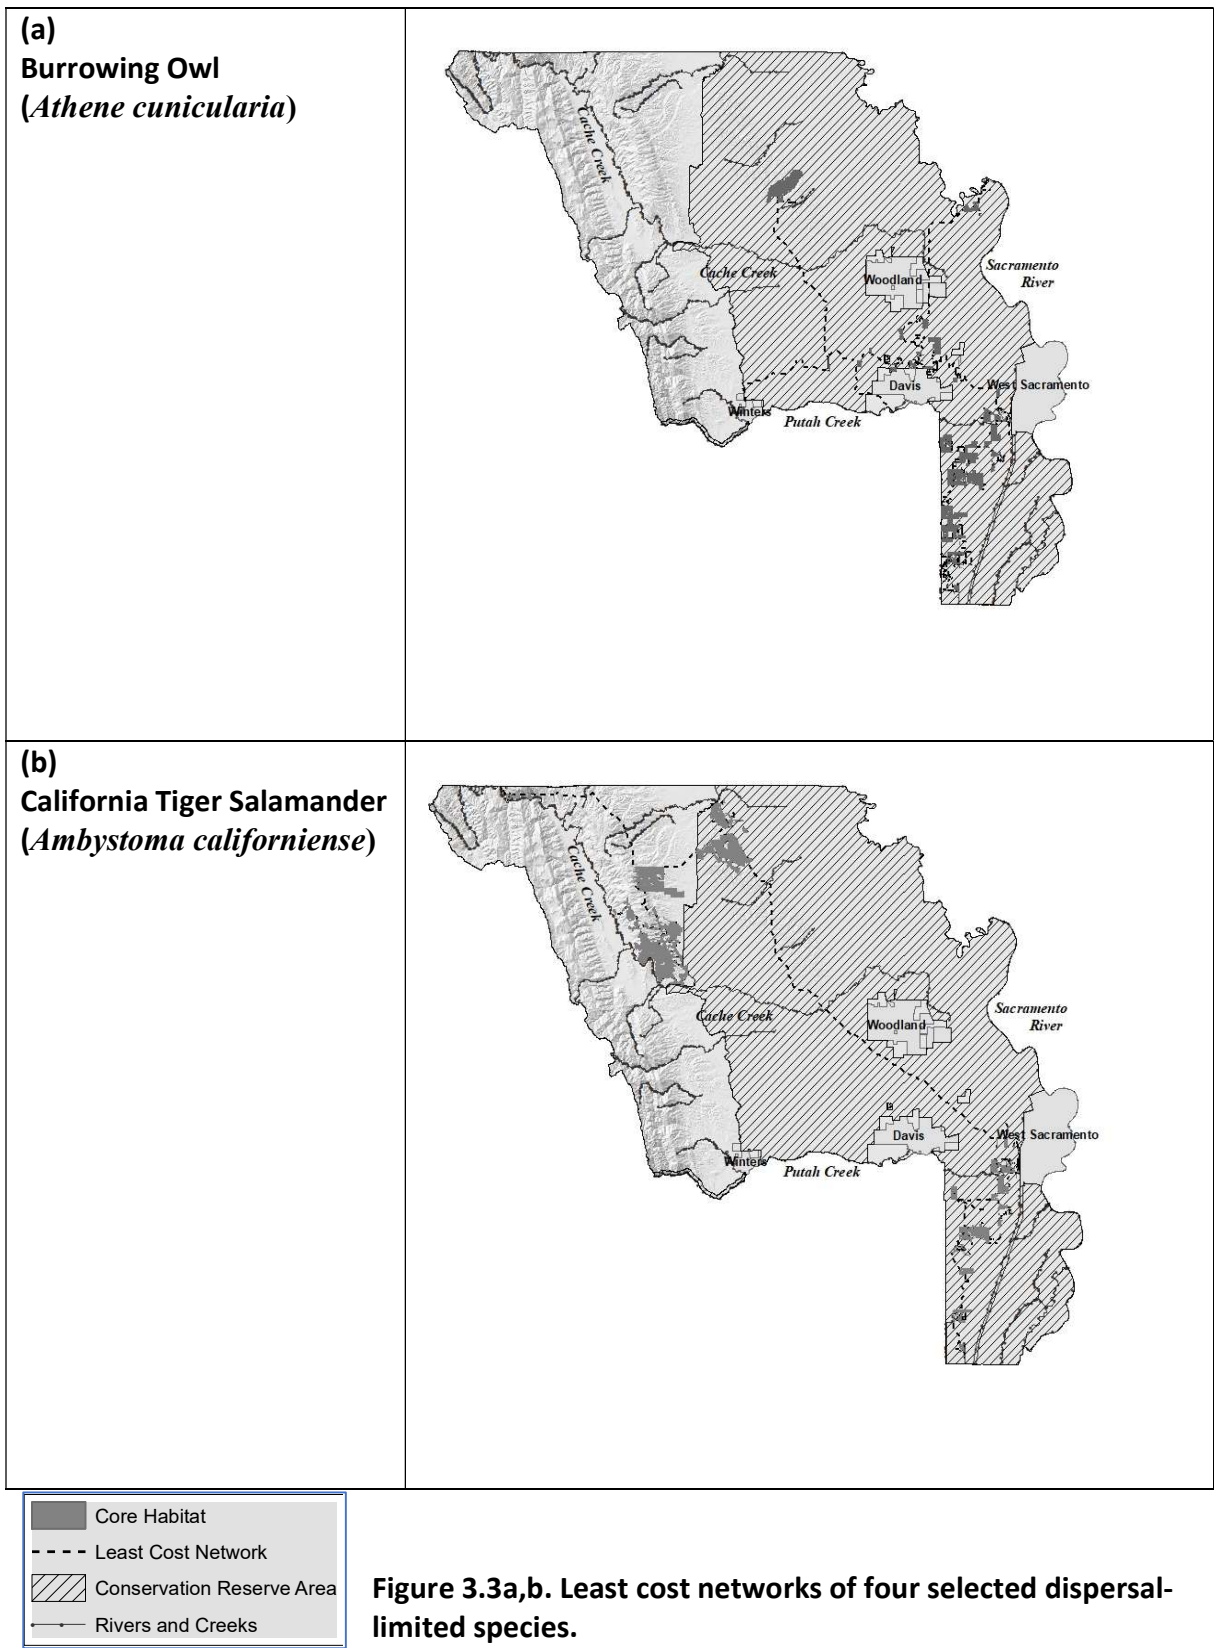 (a)
Burrowing Owl
(Athene cunicularia)
Cache Creek
Cache Creek
Woodland
Sacramento
River
Davis
West Sacramento
Winters
Putah Creek
(b)
California Tiger Salamander
(Ambystoma californiense)
Cache Creek
Cache Creek
Woodland
Sacramento
River
Davis
West Sacramento
Winters
Putah Creek
Core Habitat
Least Cost Network
Conservation Reserve Area
Rivers and Creeks
Figure 3.3a,b. Least cost networks of four selected dispersal-
limited species.